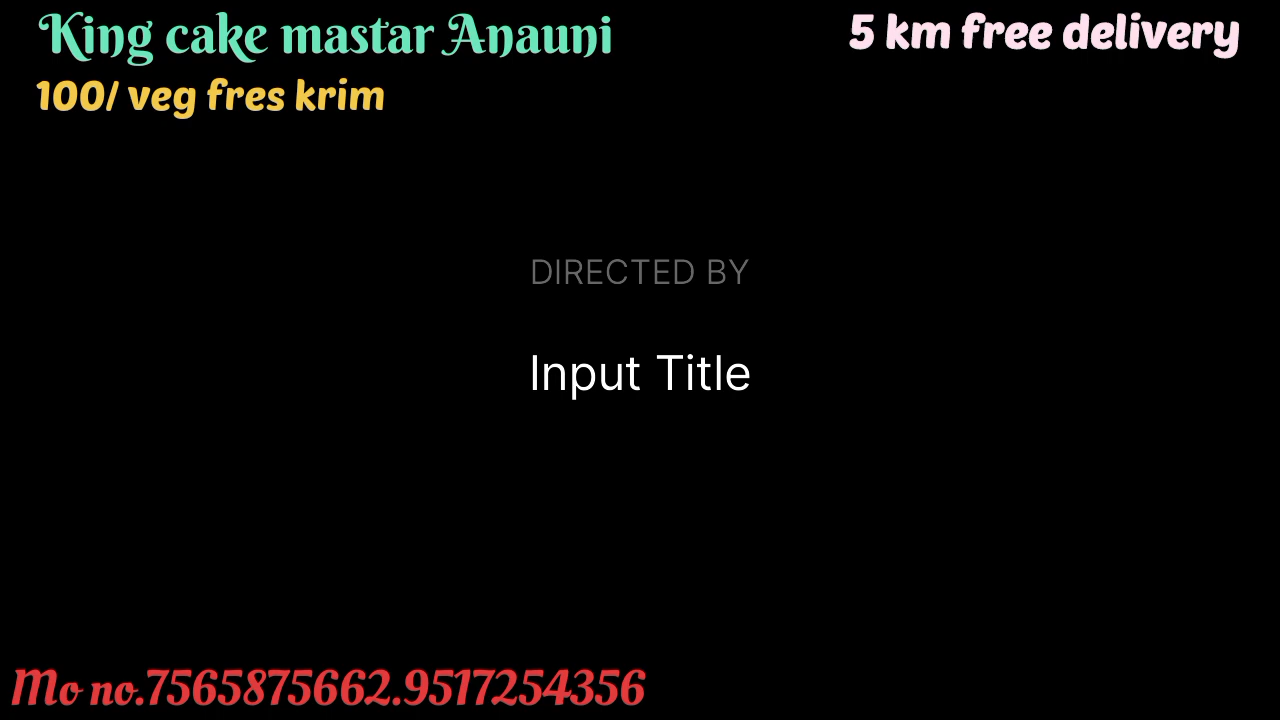 King cake mastar Anauni
5 km free delivery
100/ veg fres krim
DIRECTED BY
Input Title
Mo no.7565875662.9517254356